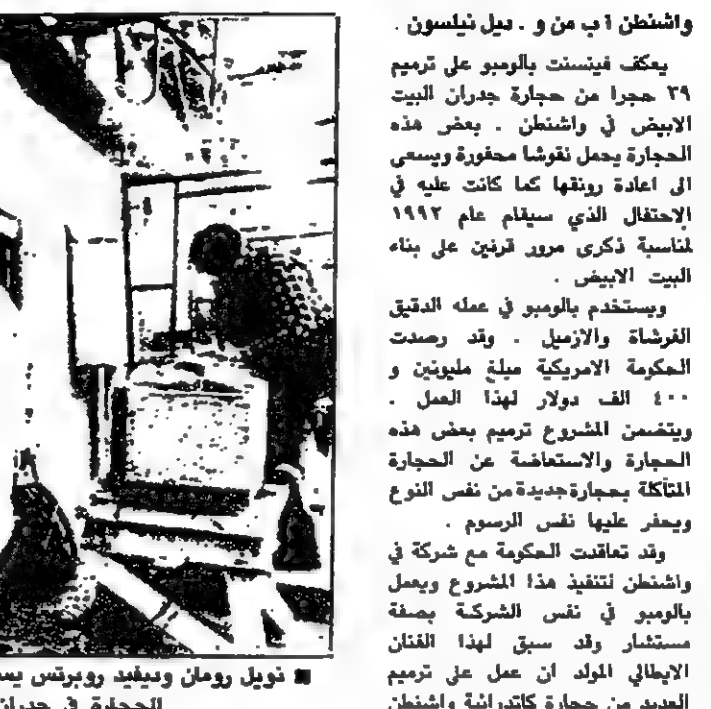 واشنطن ا ب من و . ديل نيلسون .
يعكف فينسنت بالومبو على ترميم
٣٩ حجرا من حجارة جدران البيت
الابيض في واشنطن . بعض هذه
الحجارة يحمل نقوشا محفورة ويسعى
الى اعادة رونقها كما كانت عليه في
الاحتفال الذي سيقام عام ١٩٩٢
لمناسبة ذكرى مرور قرنين على بناء
البيت الابيض .
ويستخدم بالومبو في عمله الدقيق
الفرشاة والازميل . وقد رصدت
الحكومة الامريكية مبلغ مليونين و
٤٠٠ الف دولار لهذا العمل .
ويتضمن المشروع ترميم بعض هذه
الحجارة والاستعاضة عن الحجارة
المتآكلة بحجارة جديدة من نفس النوع
ويحفر عليها نفس الرسوم .
وقد تعاقدت الحكومة مع شركة في
واشنطن لتنفيذ هذا المشروع ويعمل
بالومبو في نفس الشركة بصفة
مستشار وقد سبق لهذا الفنان
الايطالي المولد ان عمل على ترميم
العديد من حجارة كاتدرائية واشنطن
نويل رومان وديفيد روبرتس
الحجارة في جدران